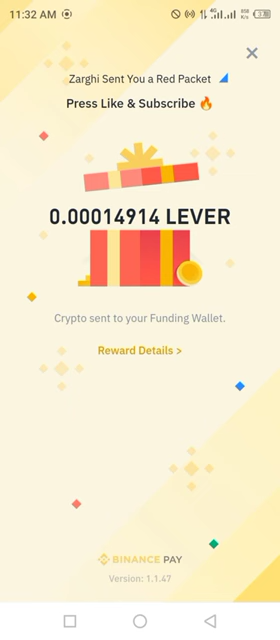 11:32 AM
4G
Zarghi Sent You a Red Packet
Press Like & Subscribe 🔥
0.00014914 LEVER
Crypto sent to your Funding Wallet.
Reward Details >
BINANCE PAY
Version: 1.1.47